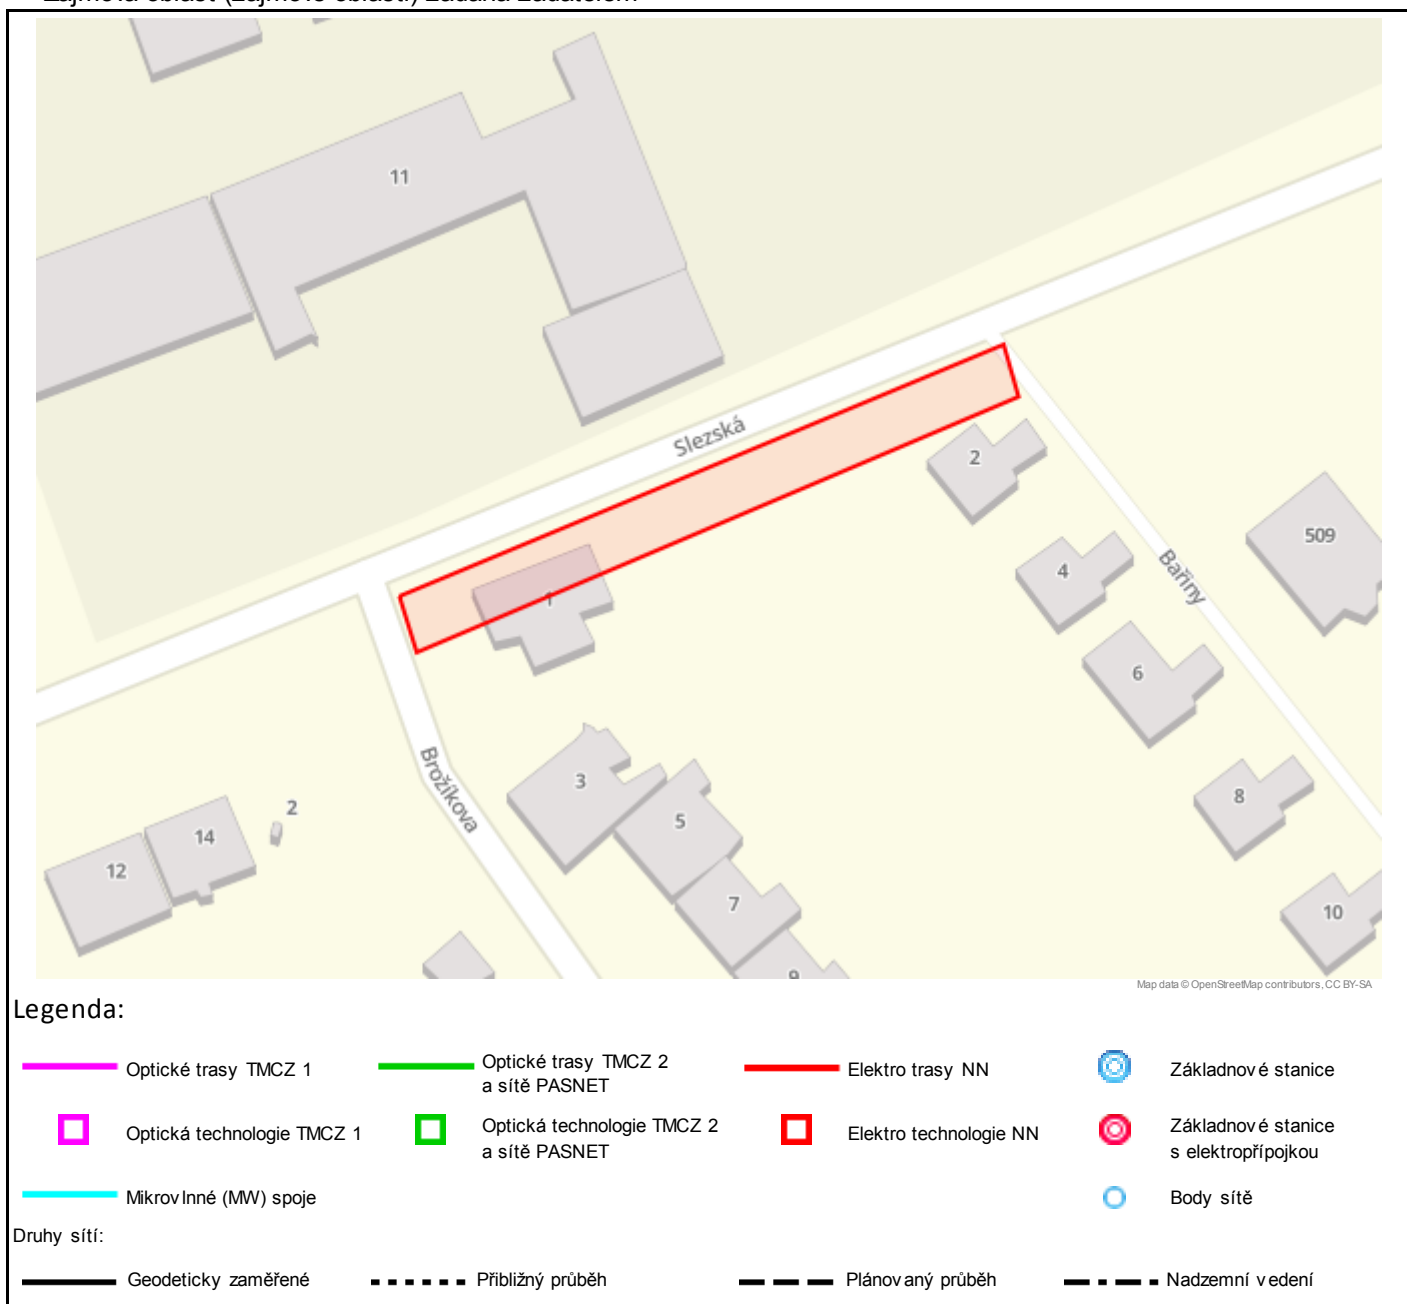 11
Slezská
2
1
4
509
Bařiny
6
3
Brožíkova
8
2
5
14
12
7
10
9
Map data © OpenStreetMap contributors, CC BY-SA
Legenda:
Optické trasy TMCZ 1
Optické trasy TMCZ 2
a sítě PASNET
Elektro trasy NN
Základnové stanice
Optická technologie TMCZ 1
Optická technologie TMCZ 2
a sítě PASNET
Elektro technologie NN
Základnové stanice
s elektropřípojkou
Mikrovlnné (MW) spoje
Body sítě
Druhy sítí:
Geodeticky zaměřené
Přibližný průběh
Plánovaný průběh
Nadzemní vedení